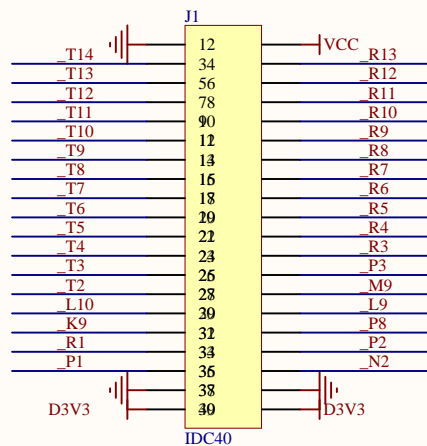 J1
12 VCC
_T14 34 _R13
_T13 56 _R12
_T12 78 _R11
_T11 _R10
_T10 _R9
_T9 _R8
_T8 _R7
_T7 _R6
_T6 _R5
_T5 _R4
_T4 _R3
_T3 _P3
_T2 _M9
_L10 _L9
_K9 _P8
_R1 _P2
_P1 _N2
D3V3 D3V3
IDC40